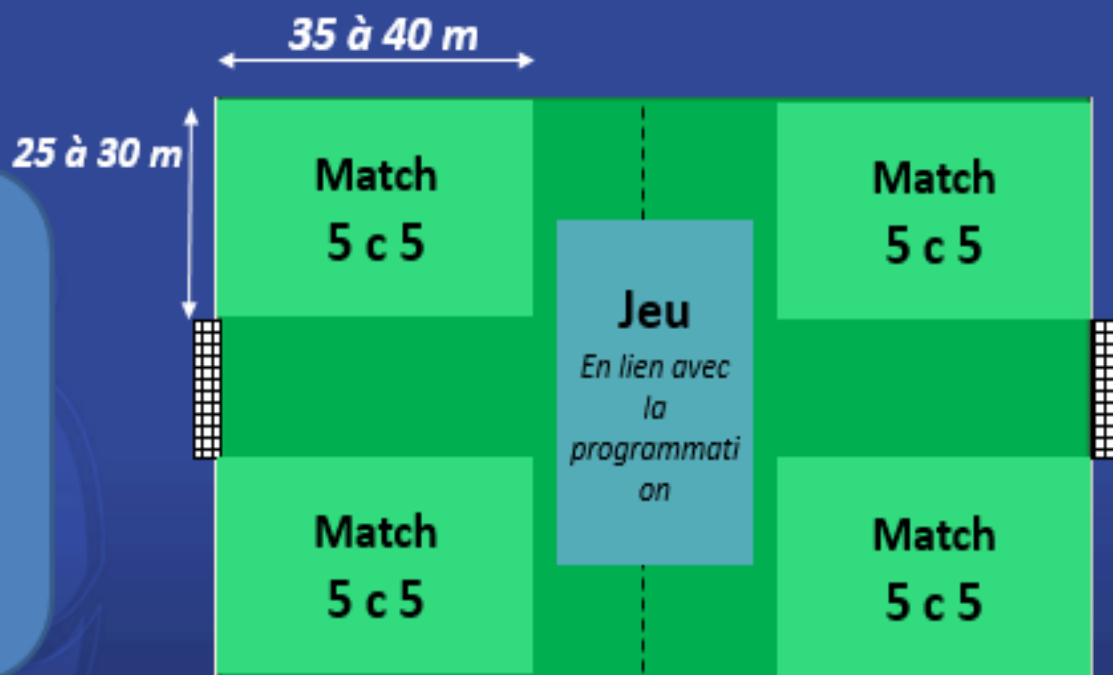 35 à 40 m
25 à 30 m
Match
5 c 5
Match
5 c 5
Jeu
En lien avec
la
programmati
on
Match
5 c 5
Match
5 c 5